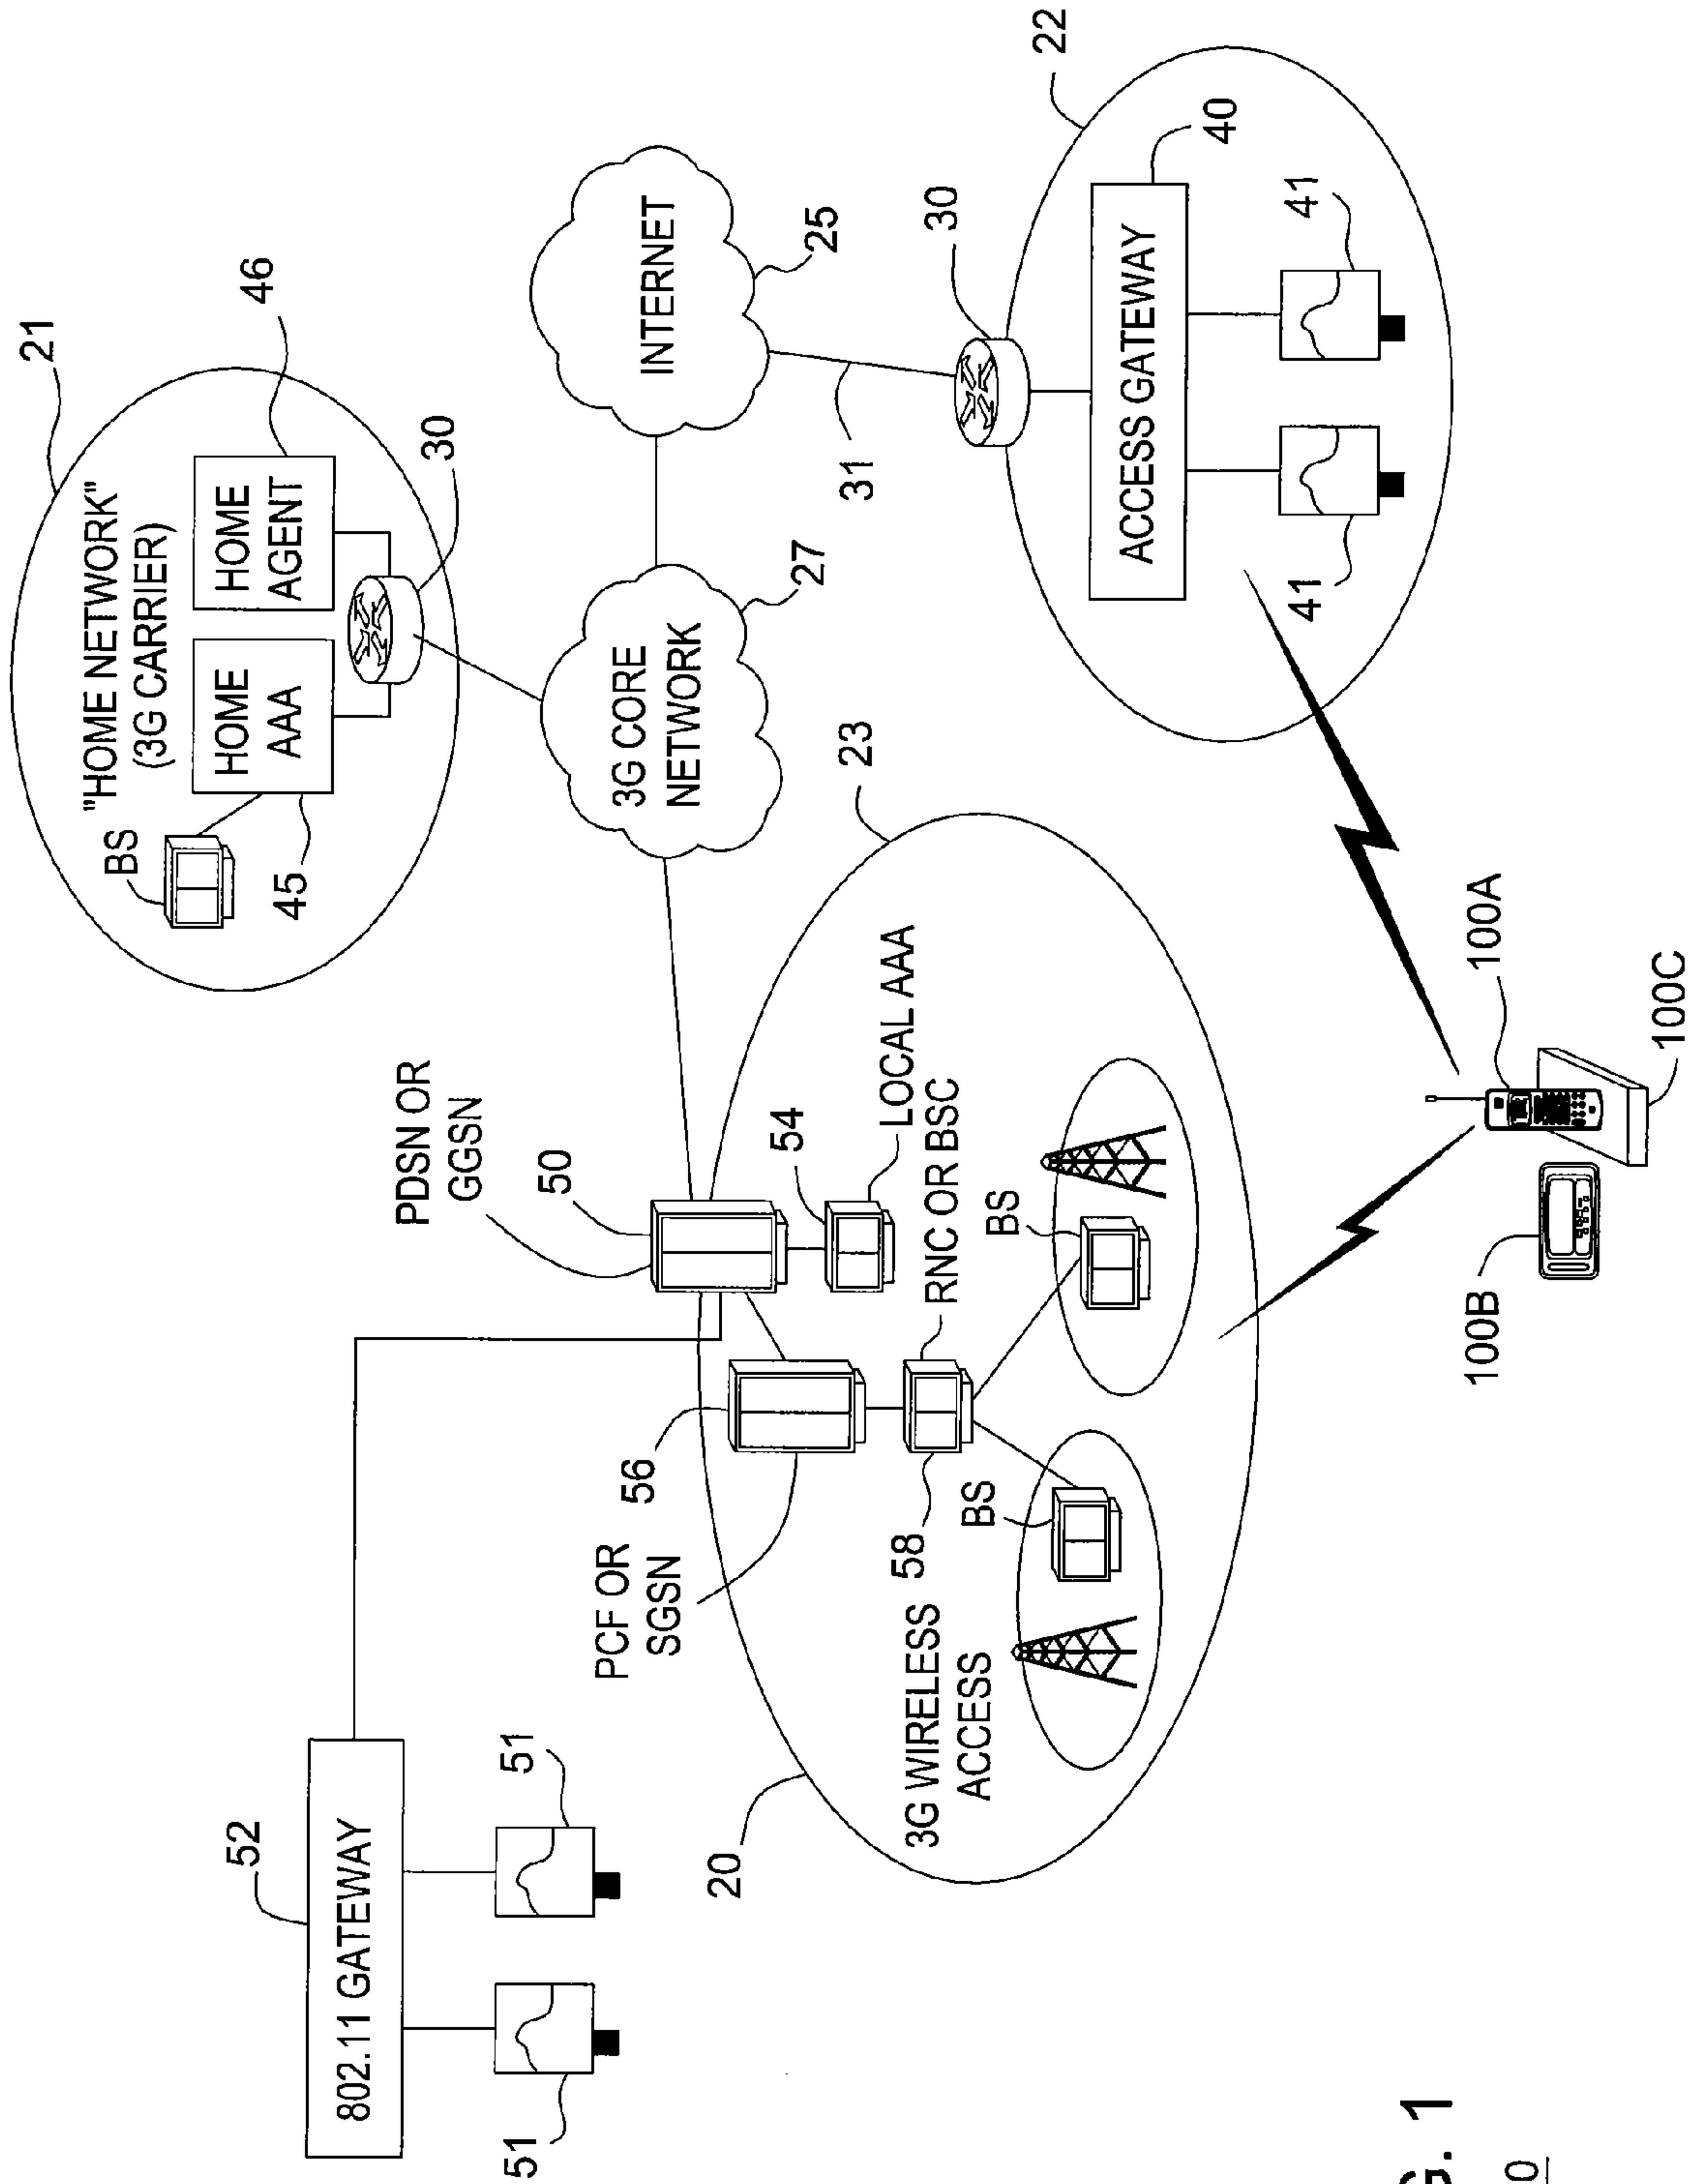 21
"HOME NETWORK"
(3G CARRIER)
BS
HOME
AAA
HOME
AGENT
45
46
30
52
802.11 GATEWAY
51
51
PDSN OR
GGSN
50
3G CORE
NETWORK
27
INTERNET
25
31
30
22
PCF OR
SGSN
56
54
LOCAL AAA
23
20
3G WIRELESS
ACCESS
58
RNC OR BSC
BS
BS
ACCESS GATEWAY
40
41
41
100B
100A
100C
G. 1
0